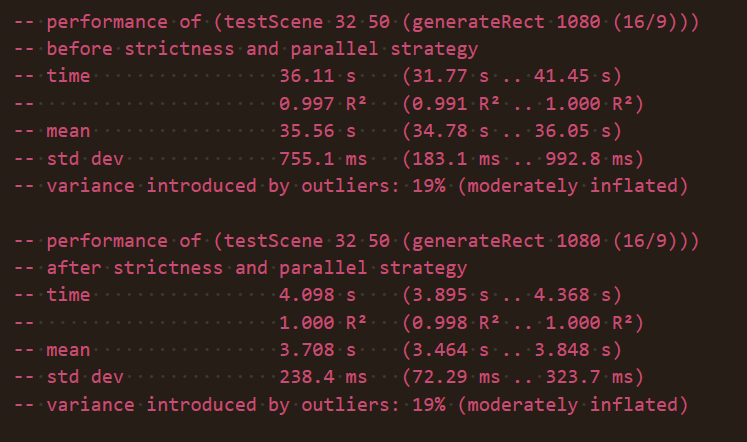 -- performance of (testScene 32 50 (generateRect 1080 (16/9)))
-- before strictness and parallel strategy
-- time                 36.11 s    (31.77 s .. 41.45 s)
--                      0.997 R²   (0.991 R² .. 1.000 R²)
-- mean                 35.56 s    (34.78 s .. 36.05 s)
-- std dev              755.1 ms   (183.1 ms .. 992.8 ms)
-- variance introduced by outliers: 19% (moderately inflated)

-- performance of (testScene 32 50 (generateRect 1080 (16/9)))
-- after strictness and parallel strategy
-- time                 4.098 s    (3.895 s .. 4.368 s)
--                      1.000 R²   (0.998 R² .. 1.000 R²)
-- mean                 3.708 s    (3.464 s .. 3.848 s)
-- std dev              238.4 ms   (72.29 ms .. 323.7 ms)
-- variance introduced by outliers: 19% (moderately inflated)